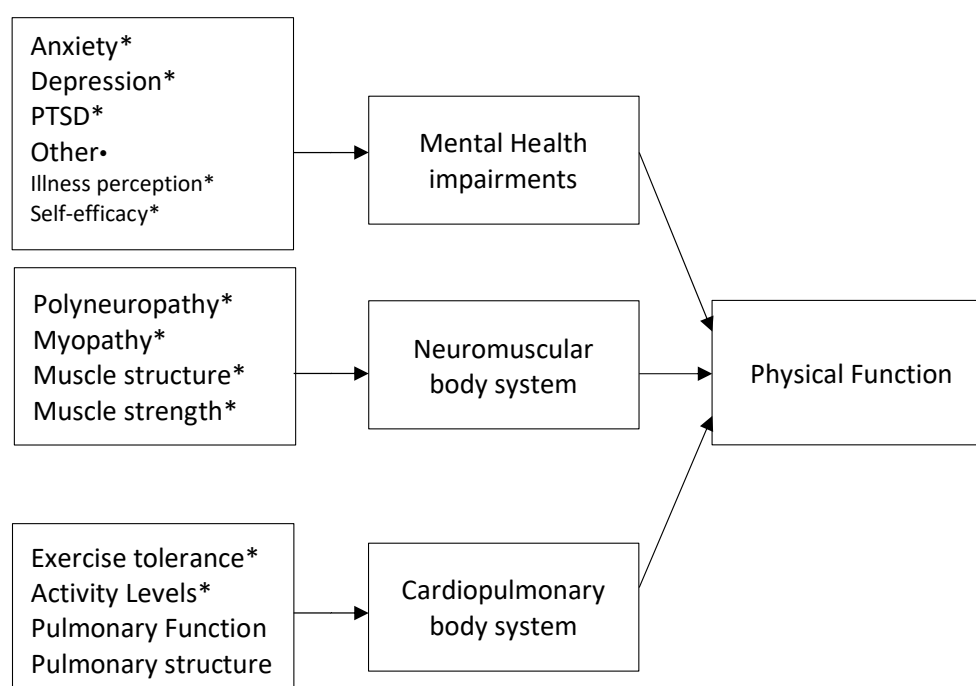 Anxiety*
Depression*
PTSD*
Other•
Illness perception*
Self-efficacy*
Mental Health
impairments
Polyneuropathy*
Myopathy*
Muscle structure*
Muscle strength*
Neuromuscular
body system
Physical Function
Exercise tolerance*
Activity Levels*
Pulmonary Function
Pulmonary structure
Cardiopulmonary
body system